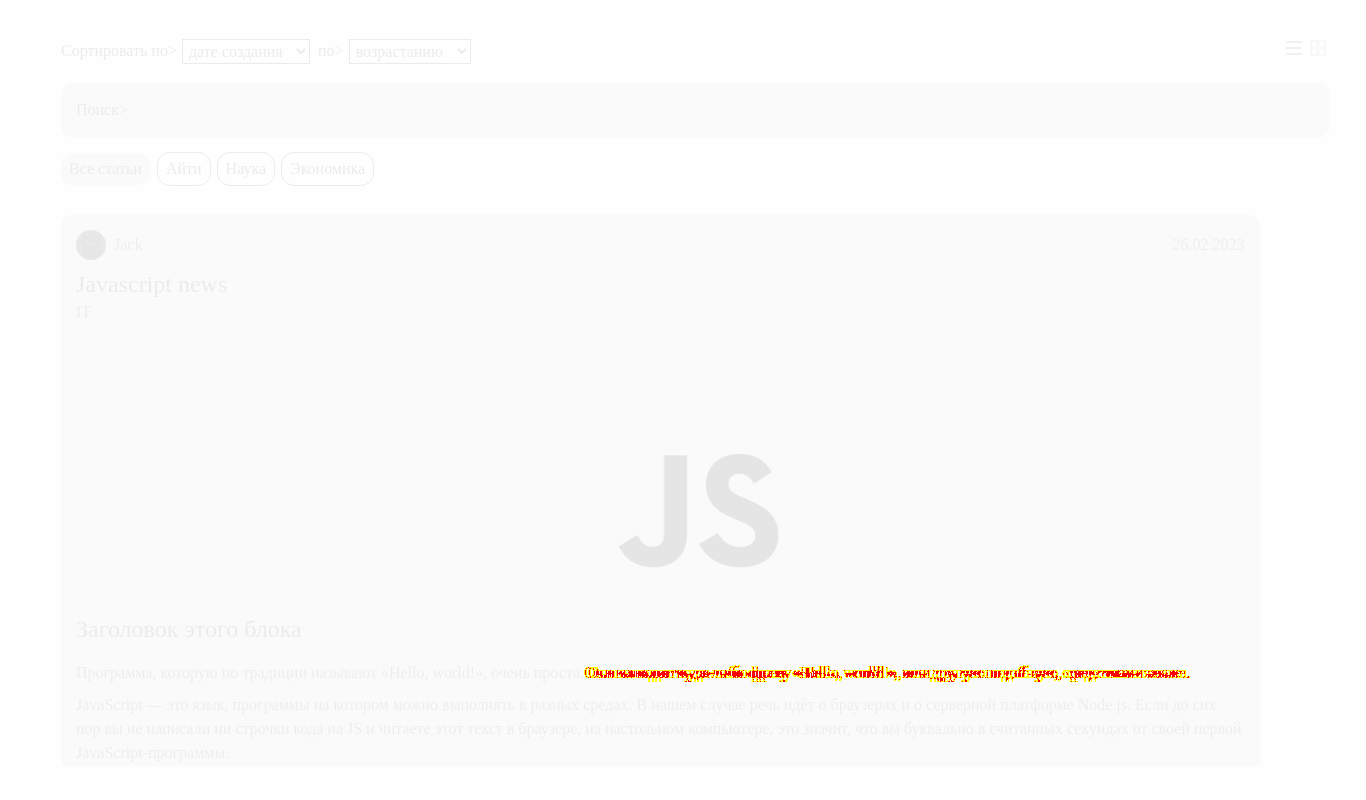 Сортировать по> дате создания по> возрастанию
Поиск>
Все статьи Айти Наука Экономика
Jack 26.02.2023
Javascript news
IT
JS
Заголовок этого блока
Программа, которую по традиции называют «Hello, world!», очень проста.
JavaScript — это язык, программы на котором можно выполнять в разных средах. В нашем случае речь идёт о браузерах и о серверной платформе Node.js. Если до сих
пор вы не написали ни строчки кода на JS и читаете этот текст в браузере, на настольном компьютере, это значит, что вы буквально в считанных секундах от своей первой
JavaScript-программы.